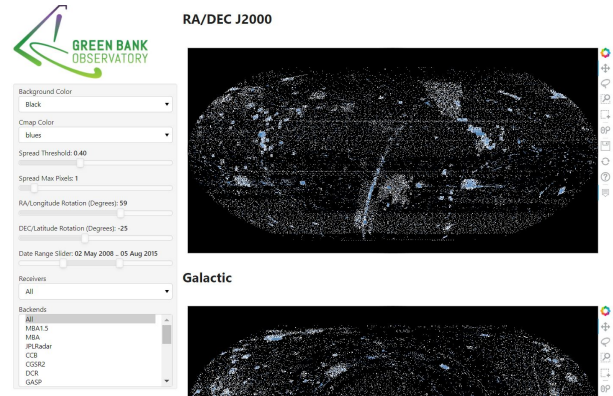 GREEN BANK
OBSERVATORY
Background Color
Black
Cmap Color
blues
Spread Threshold: 0.40
Spread Max Pixels: 1
RA/Longitude Rotation (Degrees): 59
DEC/Latitude Rotation (Degrees): -25
Date Range Slider: 02 May 2008 .. 05 Aug 2015
Receivers
All
Backends
All
MBA1.5
MBA
JPLRadar
CCB
CGSR2
DCR
GASP
RA/DEC J2000
Galactic